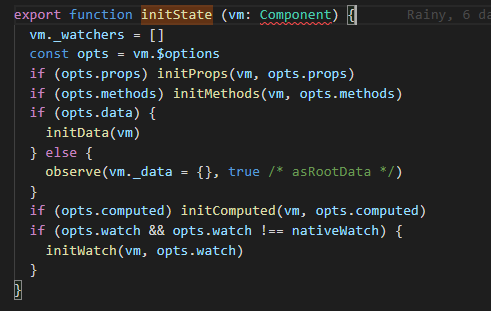 export function initState (vm: Component) {    Rainy, 6 da
  vm._watchers = []
  const opts = vm.$options
  if (opts.props) initProps(vm, opts.props)
  if (opts.methods) initMethods(vm, opts.methods)
  if (opts.data) {
    initData(vm)
  } else {
    observe(vm._data = {}, true /* asRootData */)
  }
  if (opts.computed) initComputed(vm, opts.computed)
  if (opts.watch && opts.watch !== nativeWatch) {
    initWatch(vm, opts.watch)
  }
}